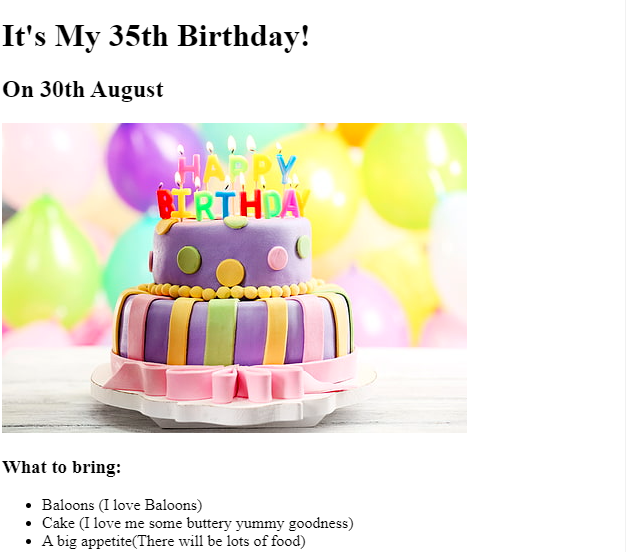 It's My 35th Birthday!
On 30th August
HAPPY
BIRTHDAY
What to bring:
Baloons (I love Baloons)
Cake (I love me some buttery yummy goodness)
A big appetite(There will be lots of food)